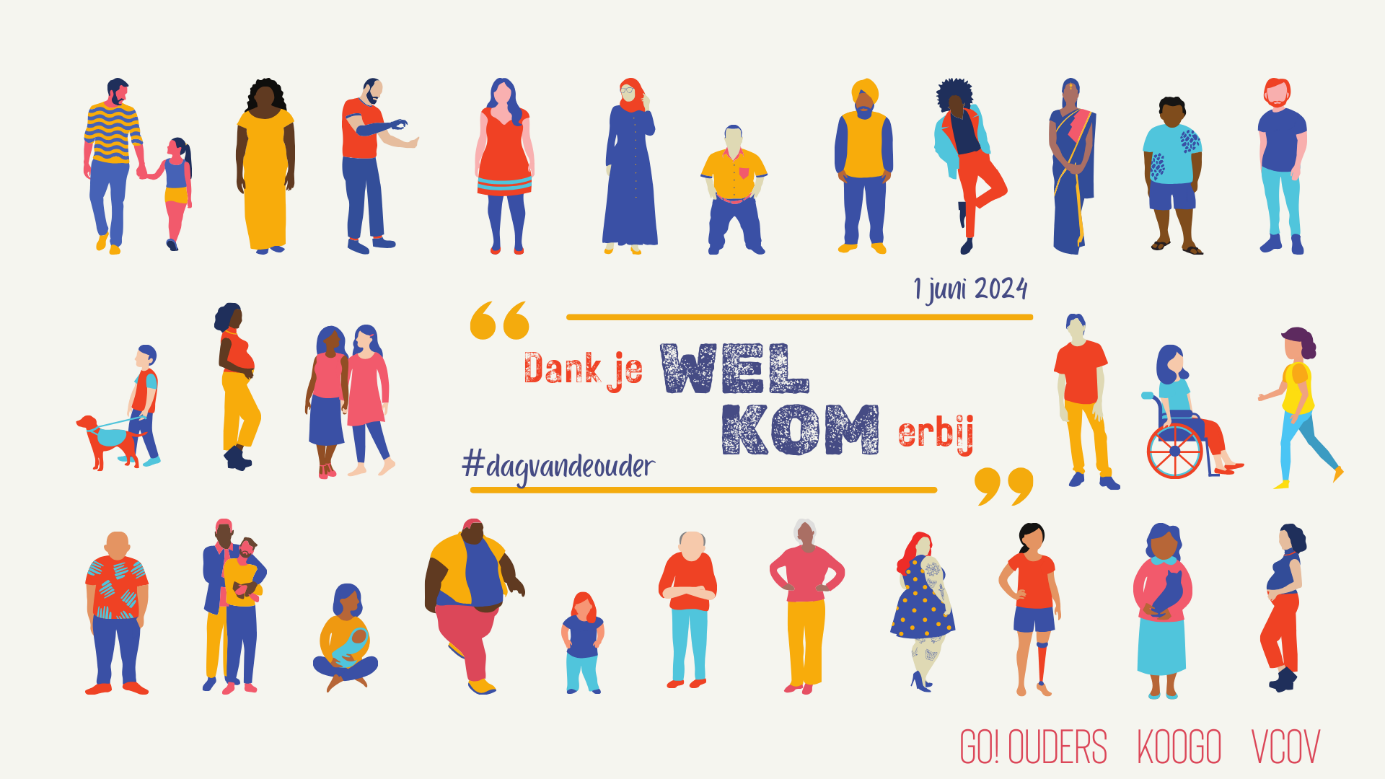 1 juni 2024
“
Dank je WEL
KOM erbij
#dagvandeouder
”
GO! OUDERS KOOGO VCOV